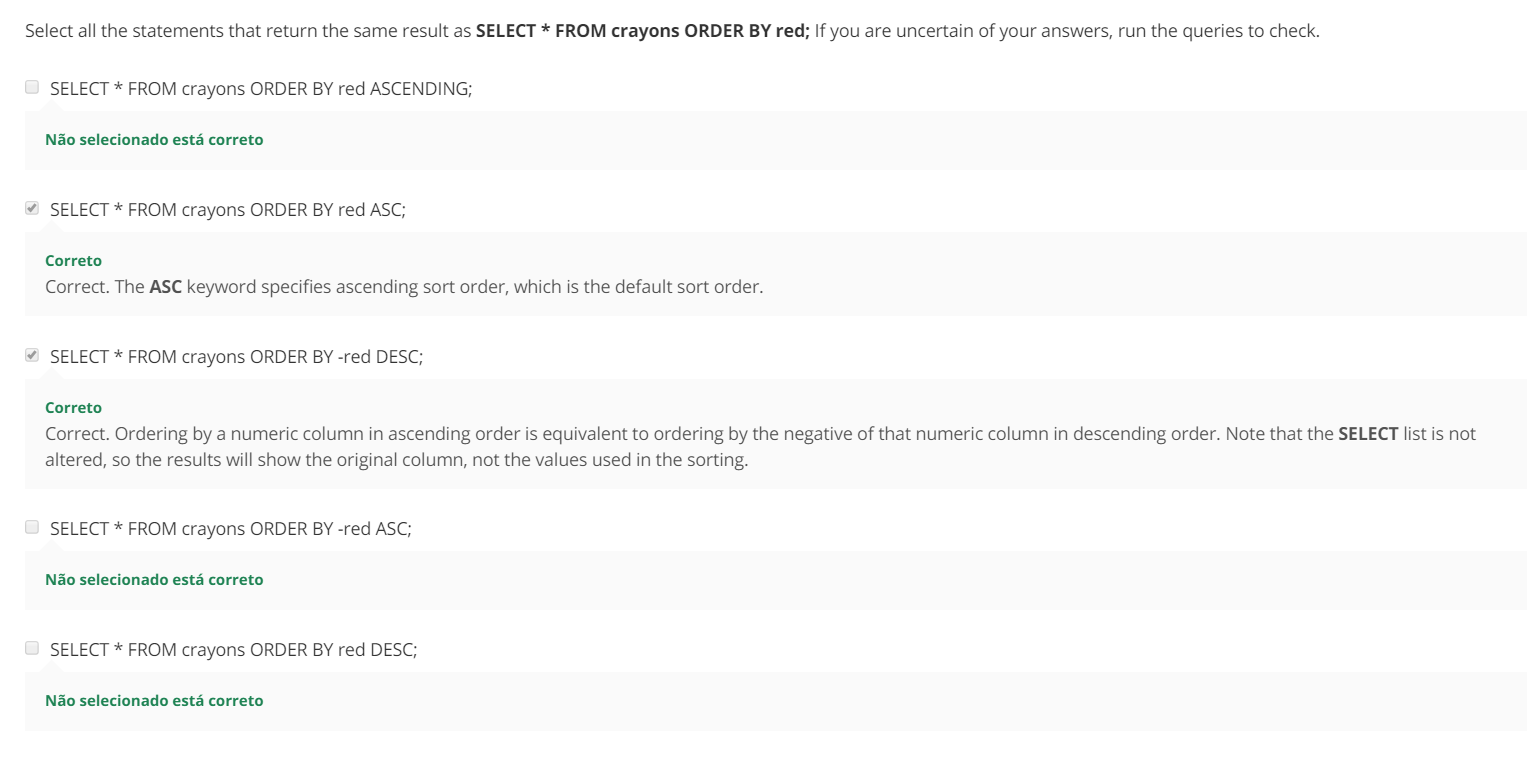 Select all the statements that return the same result as SELECT * FROM crayons ORDER BY red; If you are uncertain of your answers, run the queries to check.
SELECT * FROM crayons ORDER BY red ASCENDING;
Não selecionado está correto
SELECT * FROM crayons ORDER BY red ASC;
Correto
Correct. The ASC keyword specifies ascending sort order, which is the default sort order.
SELECT * FROM crayons ORDER BY -red DESC;
Correto
Correct. Ordering by a numeric column in ascending order is equivalent to ordering by the negative of that numeric column in descending order. Note that the SELECT list is not
altered, so the results will show the original column, not the values used in the sorting.
SELECT * FROM crayons ORDER BY -red ASC;
Não selecionado está correto
SELECT * FROM crayons ORDER BY red DESC;
Não selecionado está correto